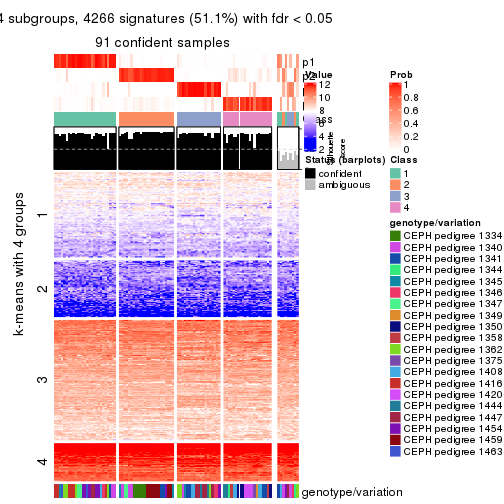 4 subgroups, 4266 signatures (51.1%) with fdr < 0.05
91 confident samples
p1
p2
Value
12
10
8
6
4
2
Prob
1
0.8
0.6
0.4
0.2
0
Class
Silhouette
score
Status (barplots)
confident
ambiguous
Class
1
2
3
4
k-means with 4 groups
1
2
3
4
genotype/variation
CEPH pedigree 1334
CEPH pedigree 1340
CEPH pedigree 1341
CEPH pedigree 1344
CEPH pedigree 1345
CEPH pedigree 1346
CEPH pedigree 1347
CEPH pedigree 1349
CEPH pedigree 1350
CEPH pedigree 1358
CEPH pedigree 1362
CEPH pedigree 1375
CEPH pedigree 1408
CEPH pedigree 1416
CEPH pedigree 1420
CEPH pedigree 1444
CEPH pedigree 1447
CEPH pedigree 1454
CEPH pedigree 1459
CEPH pedigree 1463
genotype/variation